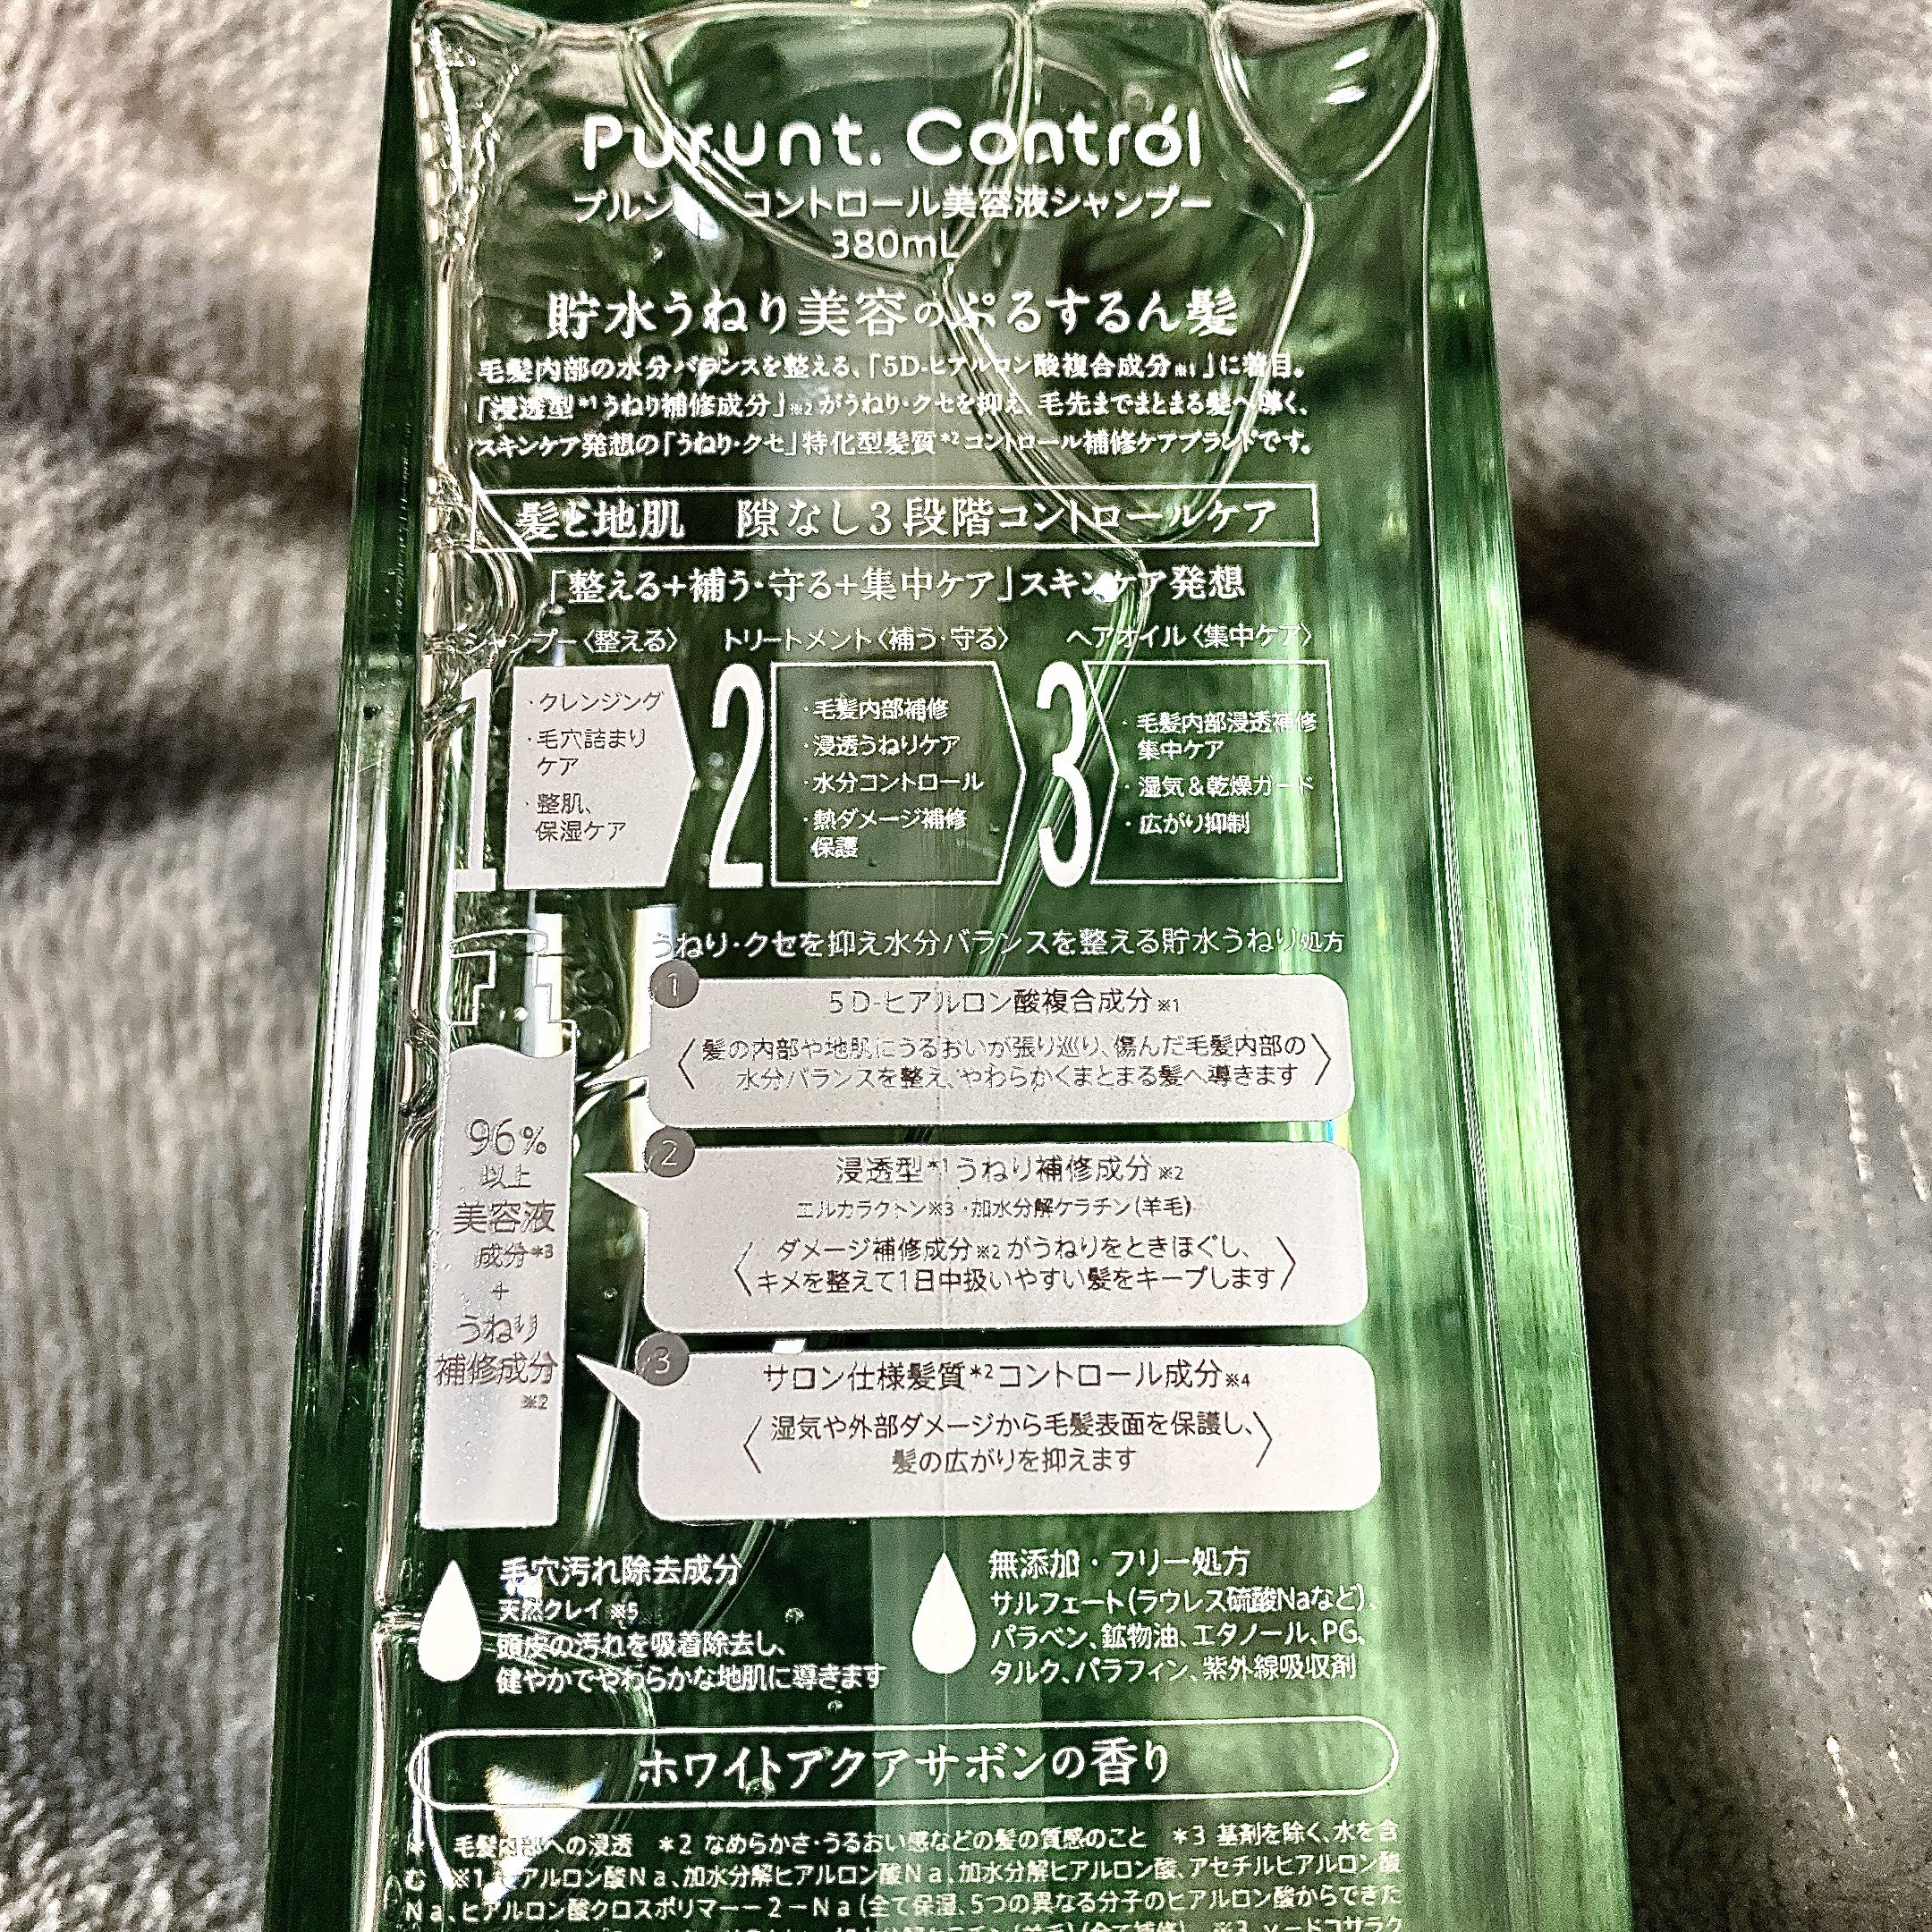 Purunt. Control
プルント コントロール美容液シャンプー
380mL
貯水うねり美容のぷるするん髪
毛髪内部の水分バランスを整える、「5D-ヒアルロン酸複合成分※1」に着目。
「浸透型*1うねり補修成分」※2がうねり・クセを抑え、毛先までまとまる髪へ導く、
スキンケア発想の「うねり・クセ」特化型髪質*2コントロール補修ケアブランドです。
髪と地肌 隙なし3段階コントロールケア
「整える+補う・守る+集中ケア」スキンケア発想
シャンプー〈整える〉
1
・クレンジング
・毛穴詰まり
ケア
・整肌、
保湿ケア
トリートメント〈補う・守る〉
2
・毛髪内部補修
・浸透うねりケア
・水分コントロール
・熱ダメージ補修
保護
ヘアオイル〈集中ケア〉
3
・毛髪内部浸透補修
集中ケア
・湿気&乾燥ガード
・広がり抑制
うねり・クセを抑え水分バランスを整える貯水うねり処方
96%
以上
美容液
成分*3
+
うねり
補修成分
※2
1
5D-ヒアルロン酸複合成分※1
〈髪の内部や地肌にうるおいが張り巡り、傷んだ毛髪内部の
水分バランスを整え、やわらかくまとまる髪へ導きます〉
2
浸透型*1うねり補修成分※2
エルカラクトン※3・加水分解ケラチン(羊毛)
〈ダメージ補修成分※2がうねりをときほぐし、
キメを整えて1日中扱いやすい髪をキープします〉
3
サロン仕様髪質*2コントロール成分※4
〈湿気や外部ダメージから毛髪表面を保護し、
髪の広がりを抑えます〉
毛穴汚れ除去成分
天然クレイ※5
頭皮の汚れを吸着除去し、
健やかでやわらかな地肌に導きます
無添加・フリー処方
サルフェート(ラウレス硫酸Naなど)、
パラベン、鉱物油、エタノール、PG、
タルク、パラフィン、紫外線吸収剤
ホワイトアクアサボンの香り
* 毛髪内部への浸透 *2 なめらかさ・うるおい感などの髪の質感のこと *3 基剤を除く、水を含
む ※1 ヒアルロン酸Na、加水分解ヒアルロン酸Na、加水分解ヒアルロン酸、アセチルヒアルロン酸
Na、ヒアルロン酸クロスポリマー-2-Na(全て保湿、5つの異なる分子のヒアルロン酸からできた